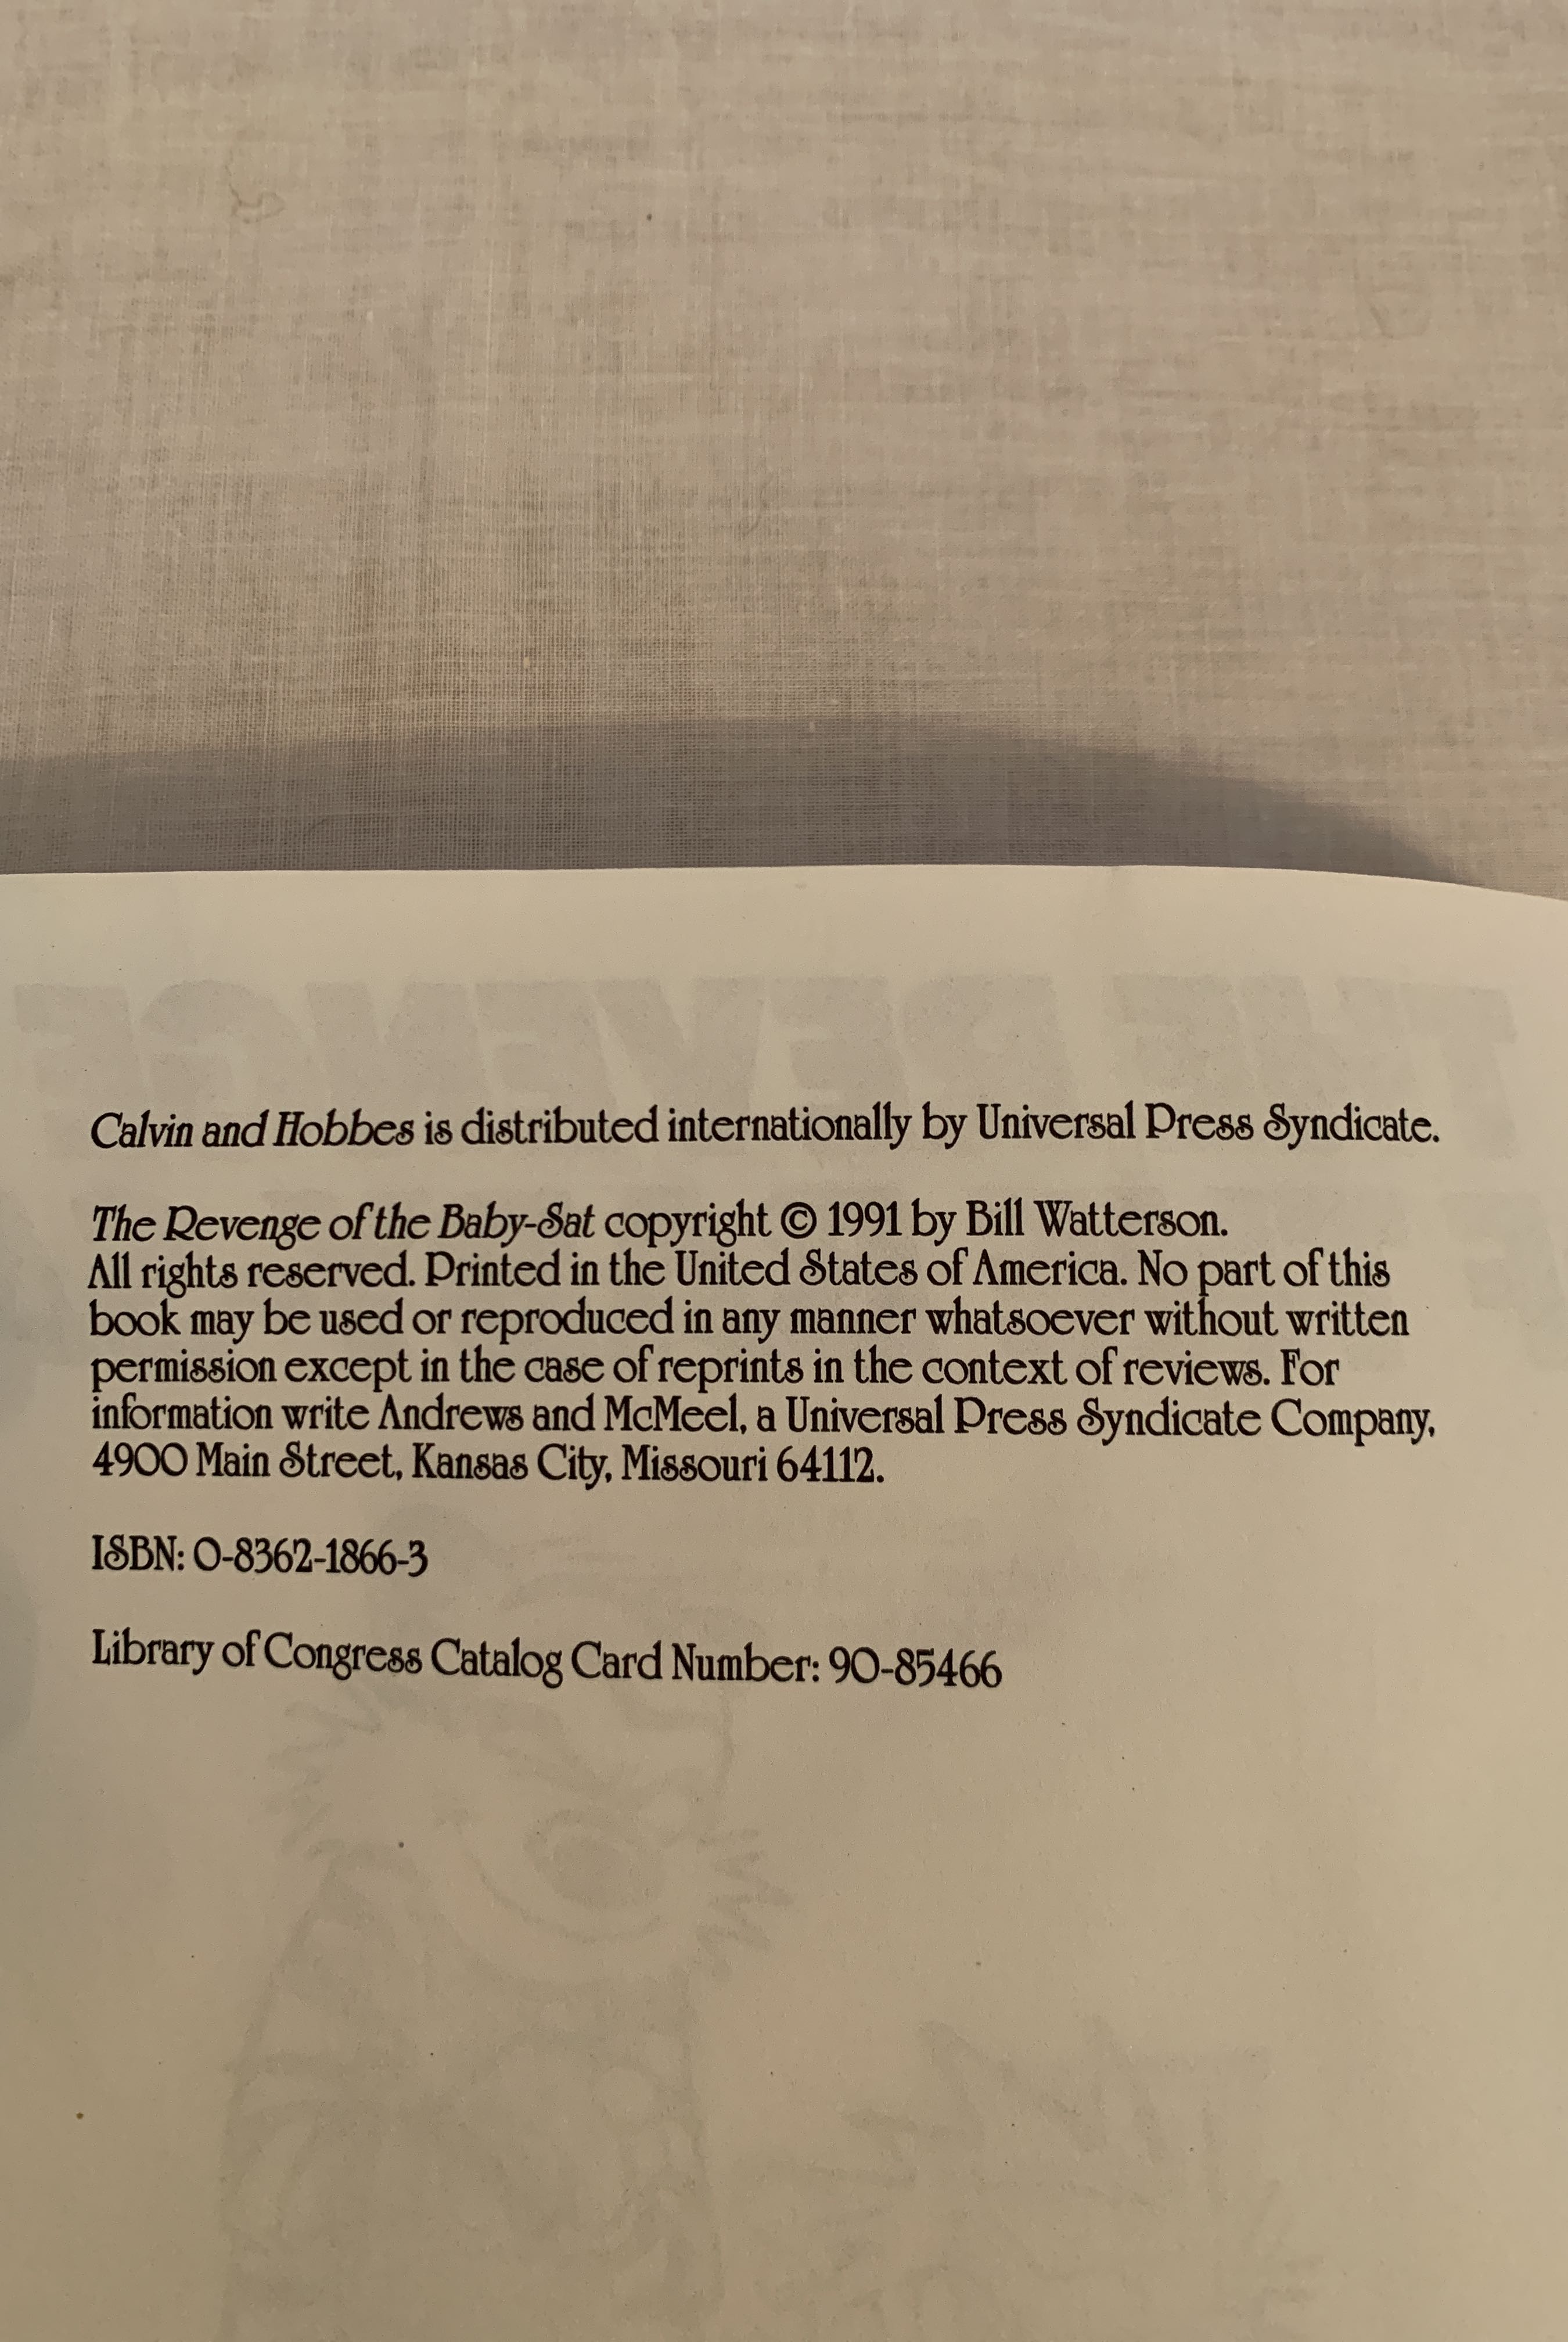 Calvin and Hobbes is distributed internationally by Universal Press Syndicate.
The Revenge of the Baby-Sat copyright © 1991 by Bill Watterson.
All rights reserved. Printed in the United States of America. No part of this
book may be used or reproduced in any manner whatsoever without written
permission except in the case of reprints in the context of reviews. For
information write Andrews and McMeel, a Universal Press Syndicate Company,
4900 Main Street, Kansas City, Missouri 64112.
ISBN: 0-8362-1866-3
Library of Congress Catalog Card Number: 90-85466